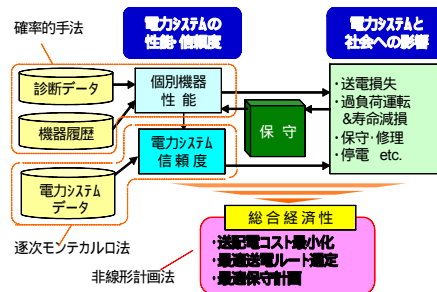 確率的手法
電力システムの
性能・信頼度
電力システムと
社会への影響
診断データ
機器履歴
個別機器
性能
保守
・送電損失
・過負荷運転
&寿命減損
・保守・修理
・停電 etc.
電力システム
データ
電力システム
信頼度
逐次モンテカルロ法
総合経済性
・送配電コスト最小化
・最適送電ルート選定
・最適保守計画
非線形計画法